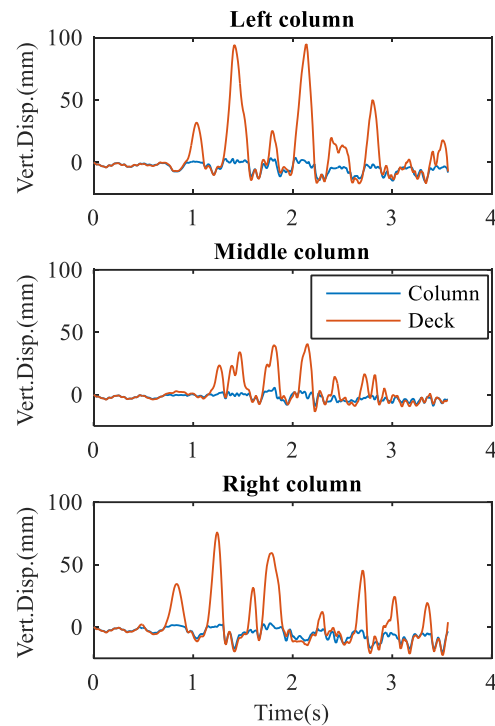 Left column
100
50
0
Vert.Disp.(mm)
0 1 2 3 4
Middle column
100
50
0
Vert.Disp.(mm)
Column
Deck
0 1 2 3 4
Right column
100
50
0
Vert.Disp.(mm)
0 1 2 3 4
Time(s)